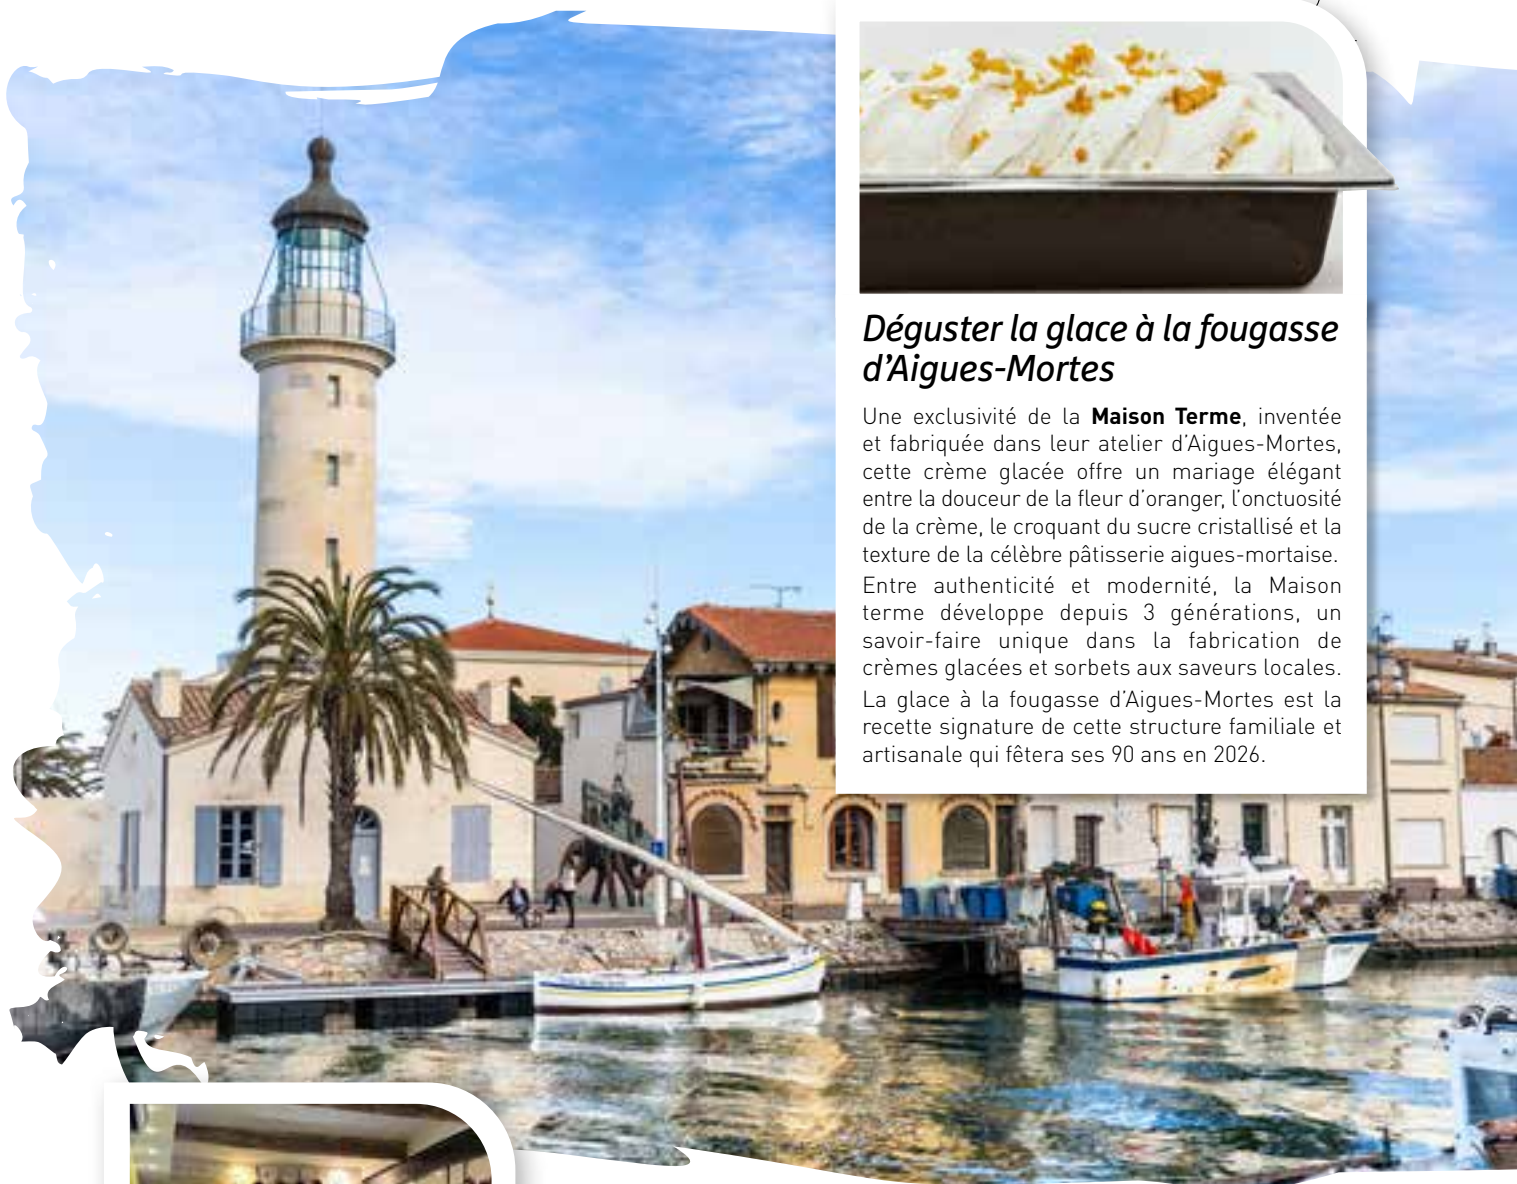 Déguster la glace à la fougasse
d'Aigues-Mortes
Une exclusivité de la Maison Terme, inventée
et fabriquée dans leur atelier d'Aigues-Mortes,
cette crème glacée offre un mariage élégant
entre la douceur de la fleur d'oranger, l'onctuosité
de la crème, le croquant du sucre cristallisé et la
texture de la célèbre pâtisserie aigues-mortaise.
Entre authenticité et modernité, la Maison
terme développe depuis 3 générations, un
savoir-faire unique dans la fabrication de
crèmes glacées et sorbets aux saveurs locales.
La glace à la fougasse d'Aigues-Mortes est la
recette signature de cette structure familiale et
artisanale qui fêtera ses 90 ans en 2026.